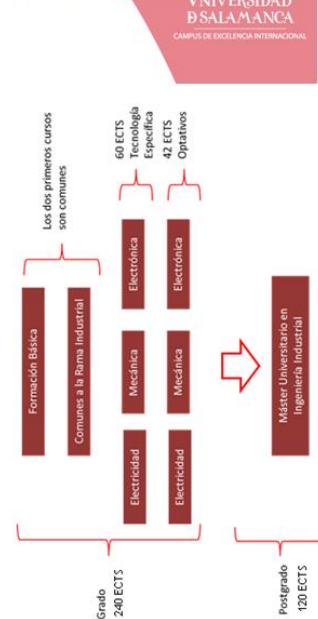 VNIVERSIDAD
D SALAMANCA
CAMPUS DE EXCELENCIA INTERNACIONAL
Grado
240 ECTS
Formación Básica
Comunes a la Rama Industrial
Los dos primeros cursos
son comunes
Electricidad
Mecánica
Electrónica
60 ECTS
Tecnología
Específica
Electricidad
Mecánica
Electrónica
42 ECTS
Optativos
Postgrado
120 ECTS
Máster Universitario en
Ingeniería Industrial